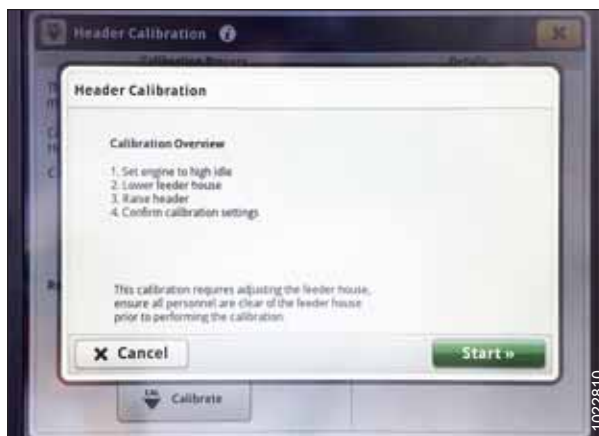 Header Calibration
Header Calibration
Calibration Overview
1. Set engine to high idle
2. Lower feeder house
3. Raise header
4. Confirm calibration settings
This calibration requires adjusting the feeder house,
ensure all personnel are clear of the feeder house
prior to performing the calibration
Cancel
Start »
CAL
Calibrate
1022810